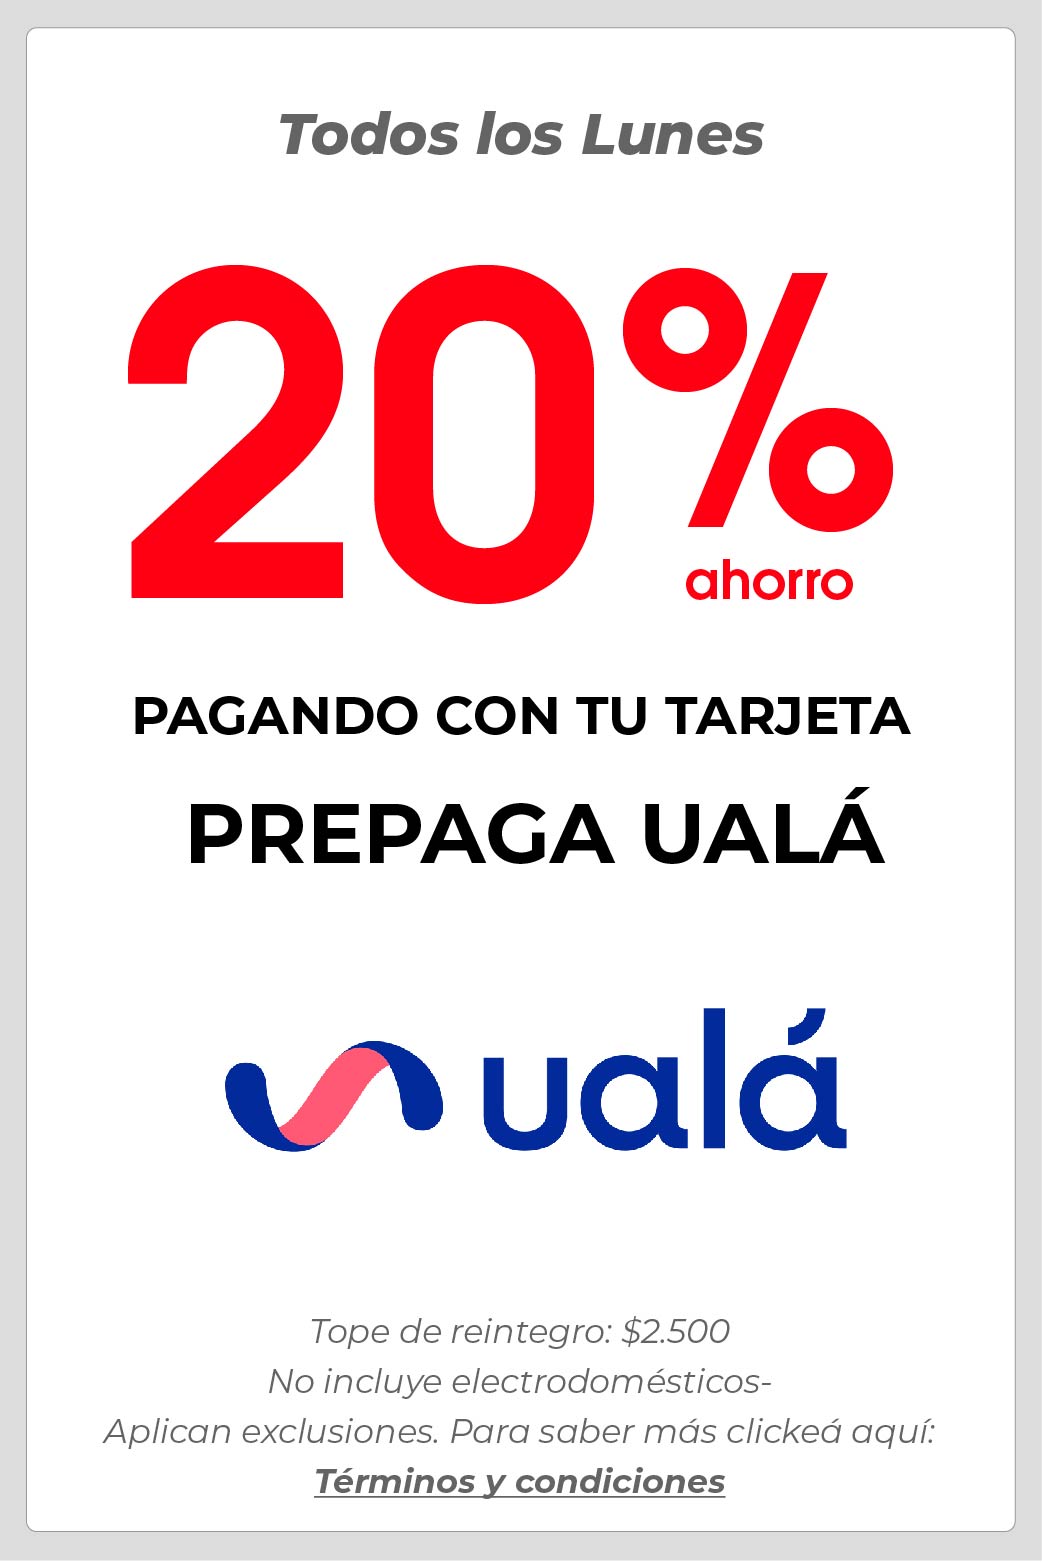 Todos los Lunes
20%
ahorro
PAGANDO CON TU TARJETA
PREPAGA UALÁ
ualá
Tope de reintegro: $2.500
No incluye electrodomésticos-
Aplican exclusiones. Para saber más clickeá aquí:
Términos y condiciones